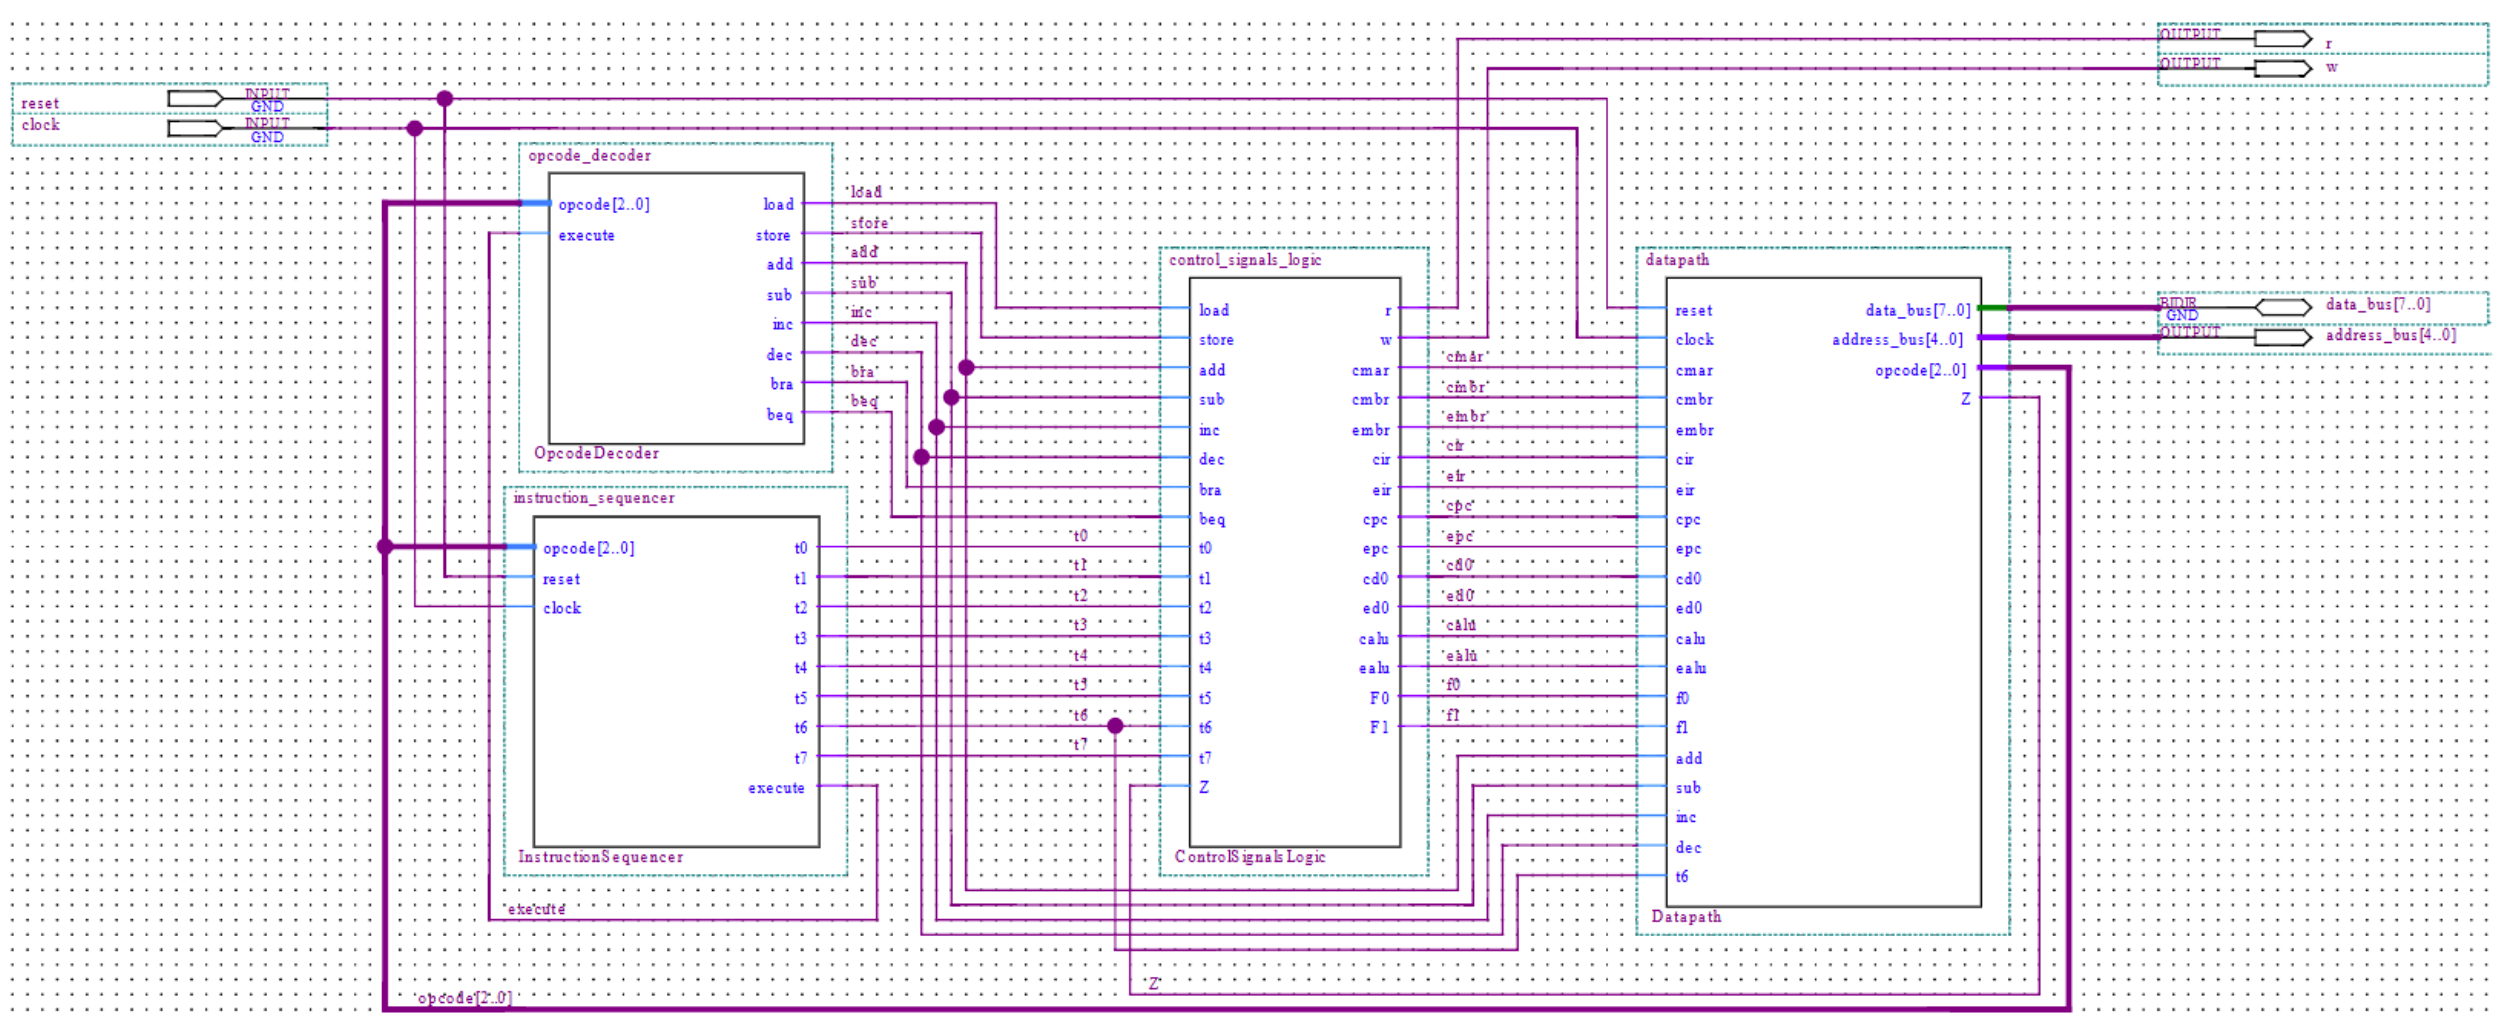 OUTPUT
r
OUTPUT
w
reset
INPUT
GND
clock
INPUT
GND
opcode_decoder
opcode[2..0]
execute
load
store
add
sub
inc
dec
bra
beq
OpcodeDecoder
load
store
add
sub
inc
dec
bra
beq
instruction_sequencer
opcode[2..0]
reset
clock
t0
t1
t2
t3
t4
t5
t6
t7
execute
InstructionSequencer
t0
t1
t2
t3
t4
t5
t6
t7
execute
control_signals_logic
load
store
add
sub
inc
dec
bra
beq
t0
t1
t2
t3
t4
t5
t6
t7
Z
r
w
cmar
cmbr
embr
cir
eir
cpc
epc
cd0
ed0
calu
ealu
F0
F1
ControlSignalsLogic
cmar
cmbr
embr
cir
eir
cpc
epc
cd0
ed0
calu
ealu
f0
f1
datapath
reset
clock
cmar
cmbr
embr
cir
eir
cpc
epc
cd0
ed0
calu
ealu
f0
f1
add
sub
inc
dec
t6
data_bus[7..0]
address_bus[4..0]
opcode[2..0]
Z
Datapath
BIDIR
GND
data_bus[7..0]
OUTPUT
address_bus[4..0]
Z
opcode[2..0]